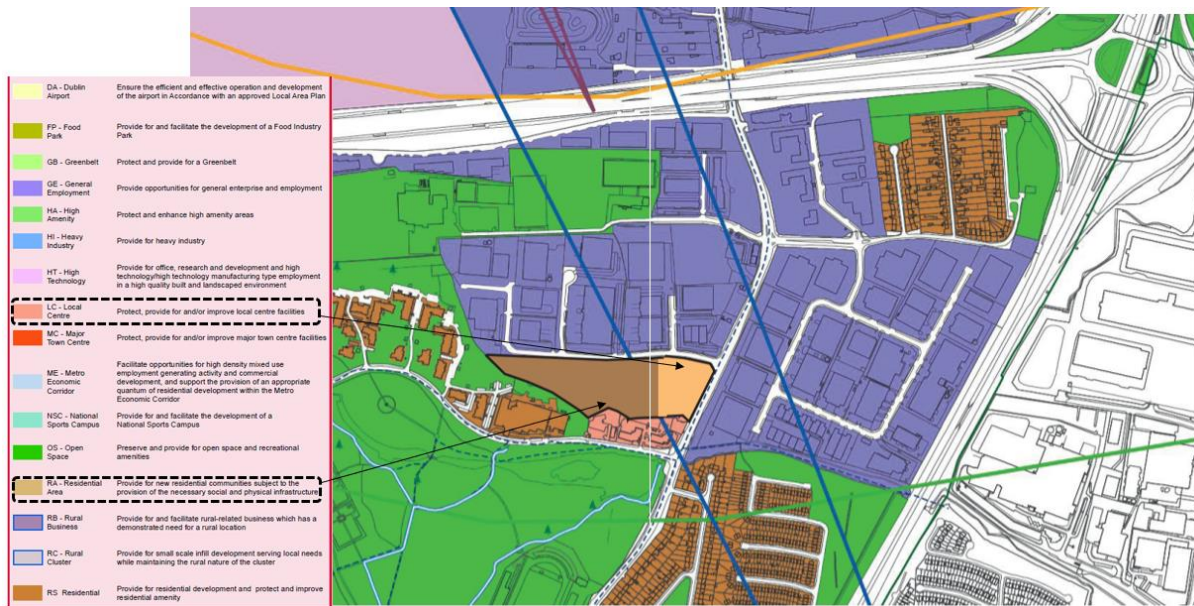 DA - Dublin Airport
Ensure the efficient and effective operation and development
of the airport in Accordance with an approved Local Area Plan
FP - Food Park
Provide for and facilitate the development of a Food Industry
Park
GB - Greenbelt
Protect and provide for a Greenbelt
GE - General Employment
Provide opportunities for general enterprise and employment
HA - High Amenity
Protect and enhance high amenity areas
HI - Heavy Industry
Provide for heavy industry
HT - High Technology
Provide for office, research and development and high
technology/high technology manufacturing type employment
in a high quality built and landscaped environment
LC - Local Centre
Protect, provide for and/or improve local centre facilities
MC - Major Town Centre
Protect, provide for and/or improve major town centre facilities
ME - Metro Economic Corridor
Facilitate opportunities for high density mixed use
employment generating activity and commercial
development, and support the provision of an appropriate
quantum of residential development within the Metro
Economic Corridor
NSC - National Sports Campus
Provide for and facilitate the development of a
National Sports Campus
OS - Open Space
Preserve and provide for open space and recreational
amenities
RA - Residential Area
Provide for new residential communities subject to the
provision of the necessary social and physical infrastructure
RB - Rural Business
Provide for and facilitate rural-related business which has a
demonstrated need for a rural location
RC - Rural Cluster
Provide for small scale infill development serving local needs
while maintaining the rural nature of the cluster
RS Residential
Provide for residential development and protect and improve
residential amenity